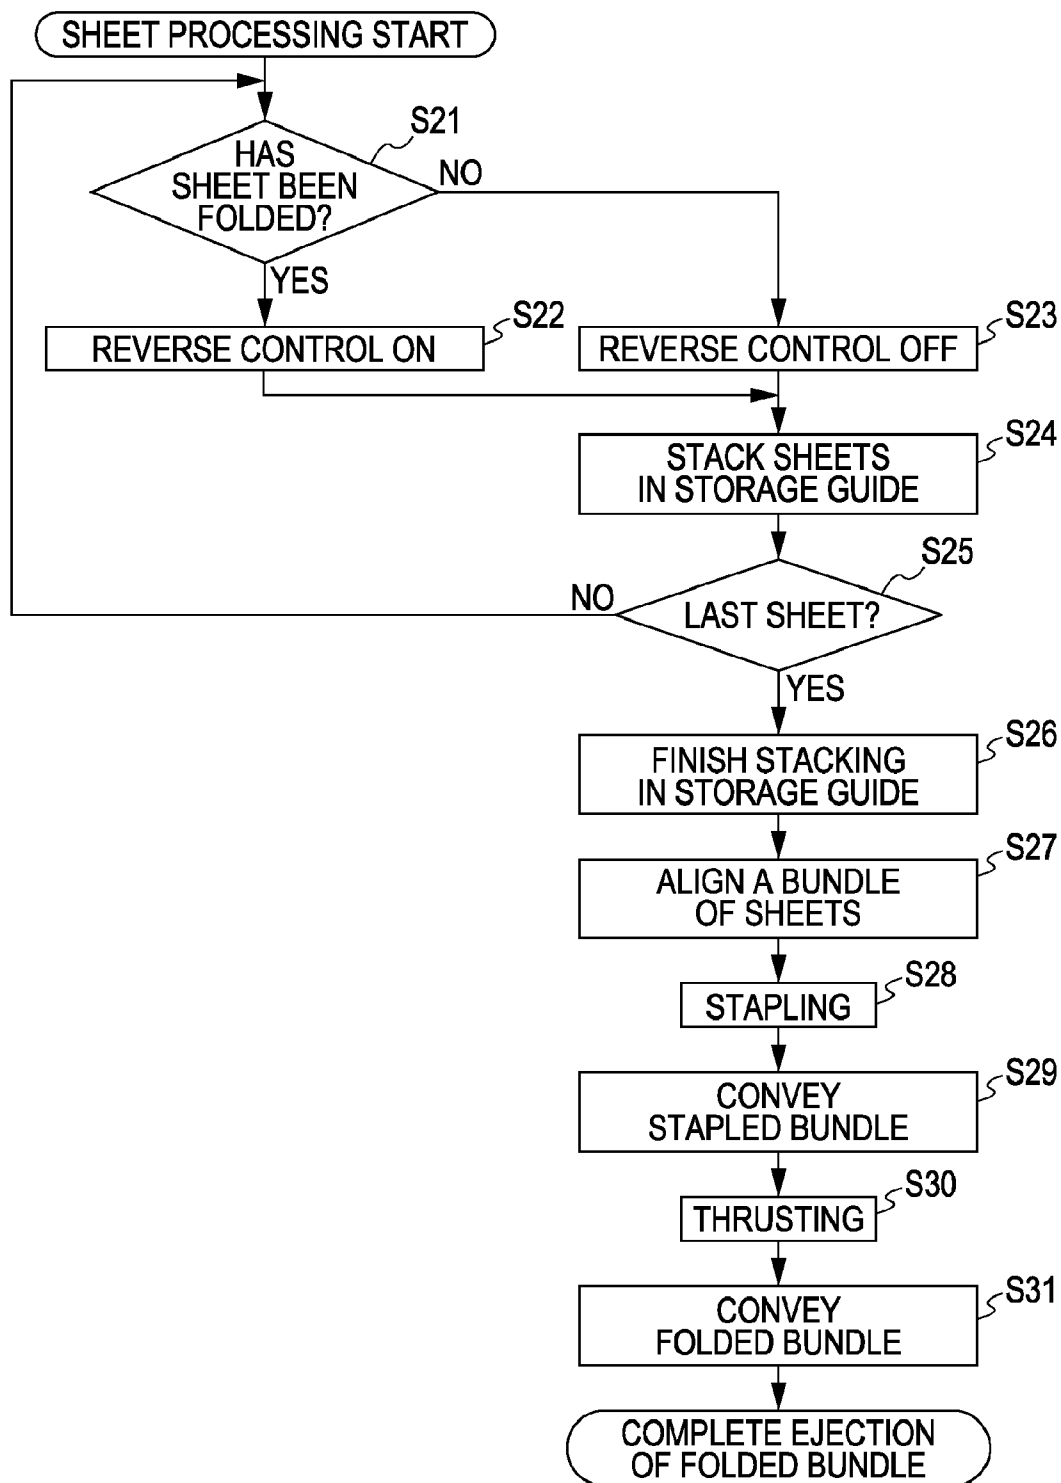 SHEET PROCESSING START
S21
HAS
SHEET BEEN
FOLDED?
NO
YES
S22
REVERSE CONTROL ON
S23
REVERSE CONTROL OFF
S24
STACK SHEETS
IN STORAGE GUIDE
S25
NO
LAST SHEET?
YES
S26
FINISH STACKING
IN STORAGE GUIDE
S27
ALIGN A BUNDLE
OF SHEETS
S28
STAPLING
S29
CONVEY
STAPLED BUNDLE
S30
THRUSTING
S31
CONVEY
FOLDED BUNDLE
COMPLETE EJECTION
OF FOLDED BUNDLE